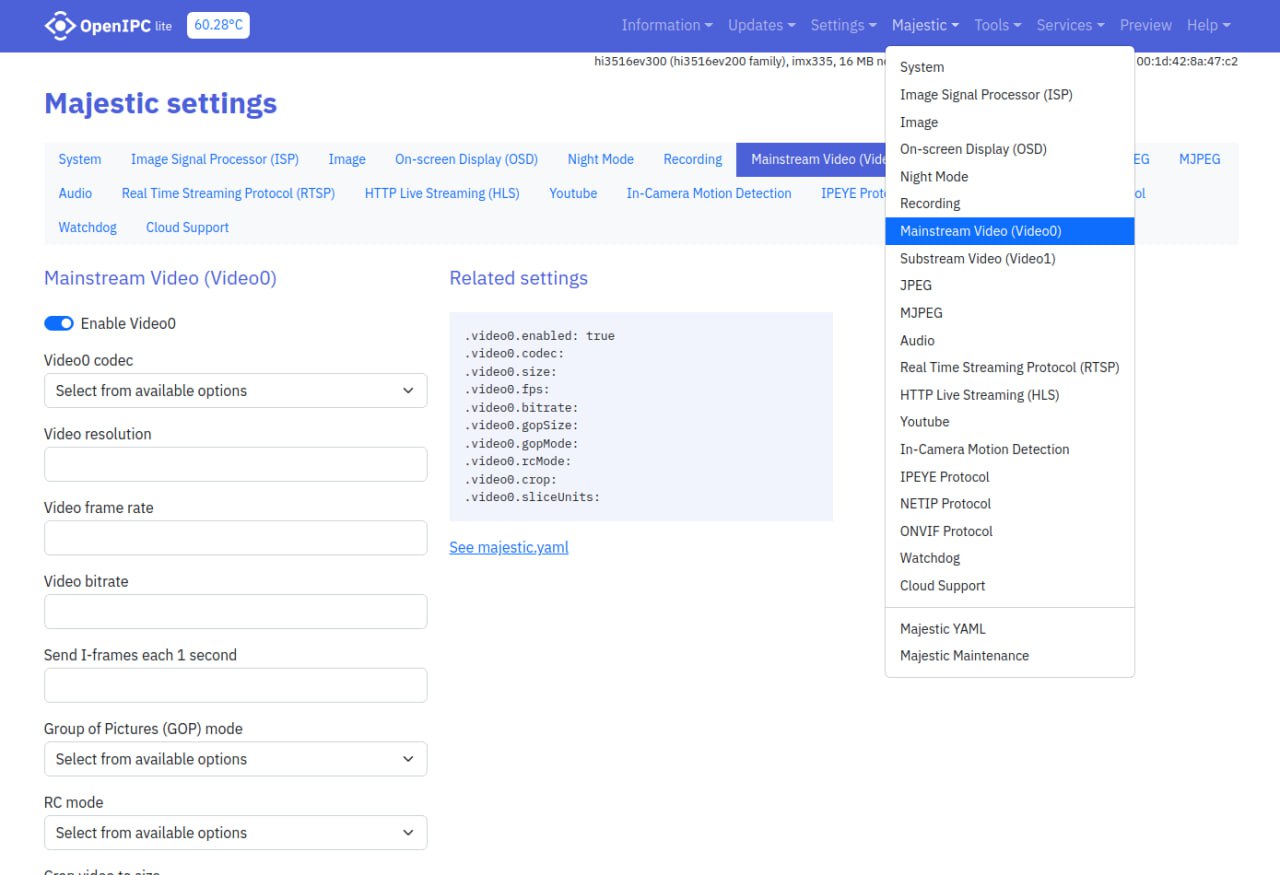 OpenIPC lite 60.28°C Information Updates Settings Majestic Tools Services Preview Help
hi3516ev300 (hi3516ev200 family), imx335, 16 MB 00:1d:42:8a:47:c2
Majestic settings
System Image Signal Processor (ISP) Image On-screen Display (OSD) Night Mode Recording Mainstream Video MJPEG
Audio Real Time Streaming Protocol (RTSP) HTTP Live Streaming (HLS) Youtube In-Camera Motion Detection IPEYE
Watchdog Cloud Support
System
Image Signal Processor (ISP)
Image
On-screen Display (OSD)
Night Mode
Recording
Mainstream Video (Video0)
Substream Video (Video1)
JPEG
MJPEG
Audio
Real Time Streaming Protocol (RTSP)
HTTP Live Streaming (HLS)
Youtube
In-Camera Motion Detection
IPEYE Protocol
NETIP Protocol
ONVIF Protocol
Watchdog
Cloud Support
Majestic YAML
Majestic Maintenance
Mainstream Video (Video0)
Enable Video0
Video0 codec
Select from available options
Video resolution
Video frame rate
Video bitrate
Send I-frames each 1 second
Group of Pictures (GOP) mode
Select from available options
RC mode
Select from available options
Crop video to size
Related settings
.video0.enabled: true
.video0.codec:
.video0.size:
.video0.fps:
.video0.bitrate:
.video0.gopSize:
.video0.gopMode:
.video0.rcMode:
.video0.crop:
.video0.sliceUnits:
See majestic.yaml